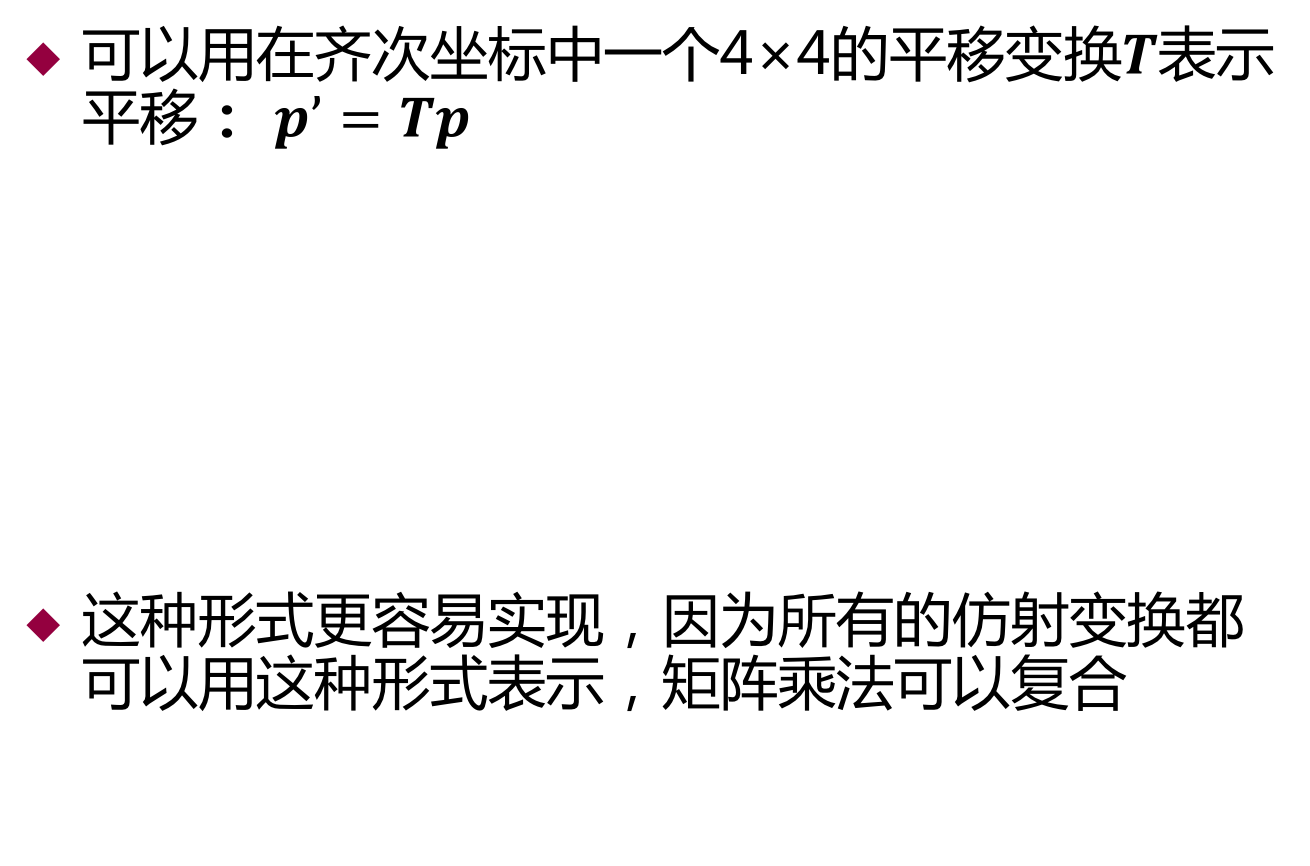 ◆ 可以用在齐次坐标中一个4×4的平移变换T表示
平移： p’ = Tp
◆ 这种形式更容易实现，因为所有的仿射变换都
可以用这种形式表示，矩阵乘法可以复合